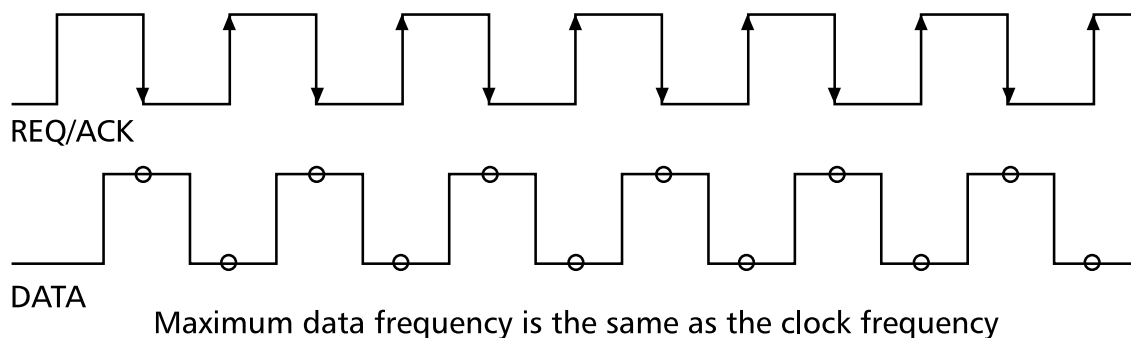 REQ/ACK
DATA
Maximum data frequency is the same as the clock frequency